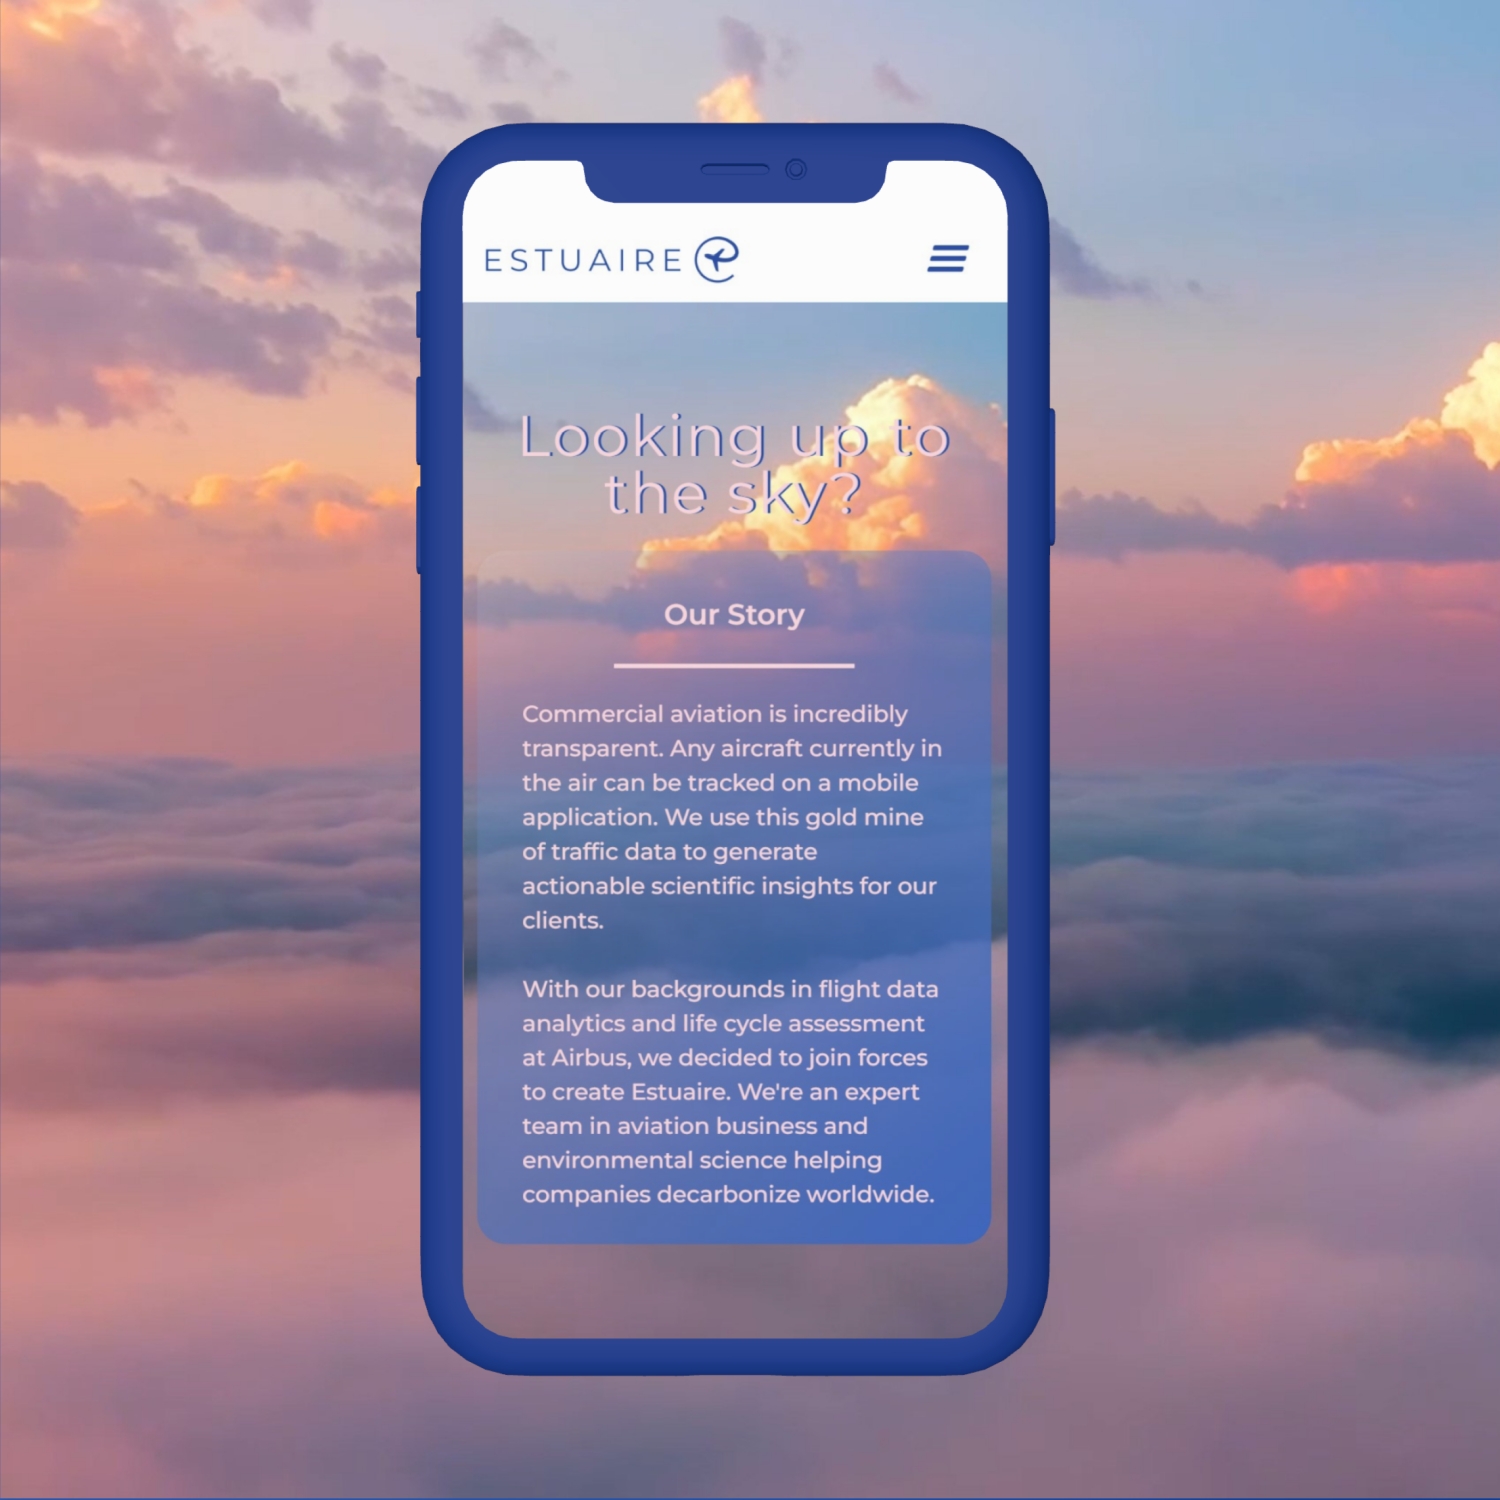 ESTUAIRE
Looking up to
the sky?
Our Story
Commercial aviation is incredibly
transparent. Any aircraft currently in
the air can be tracked on a mobile
application. We use this gold mine
of traffic data to generate
actionable scientific insights for our
clients.
With our backgrounds in flight data
analytics and life cycle assessment
at Airbus, we decided to join forces
to create Estuaire. We're an expert
team in aviation business and
environmental science helping
companies decarbonize worldwide.